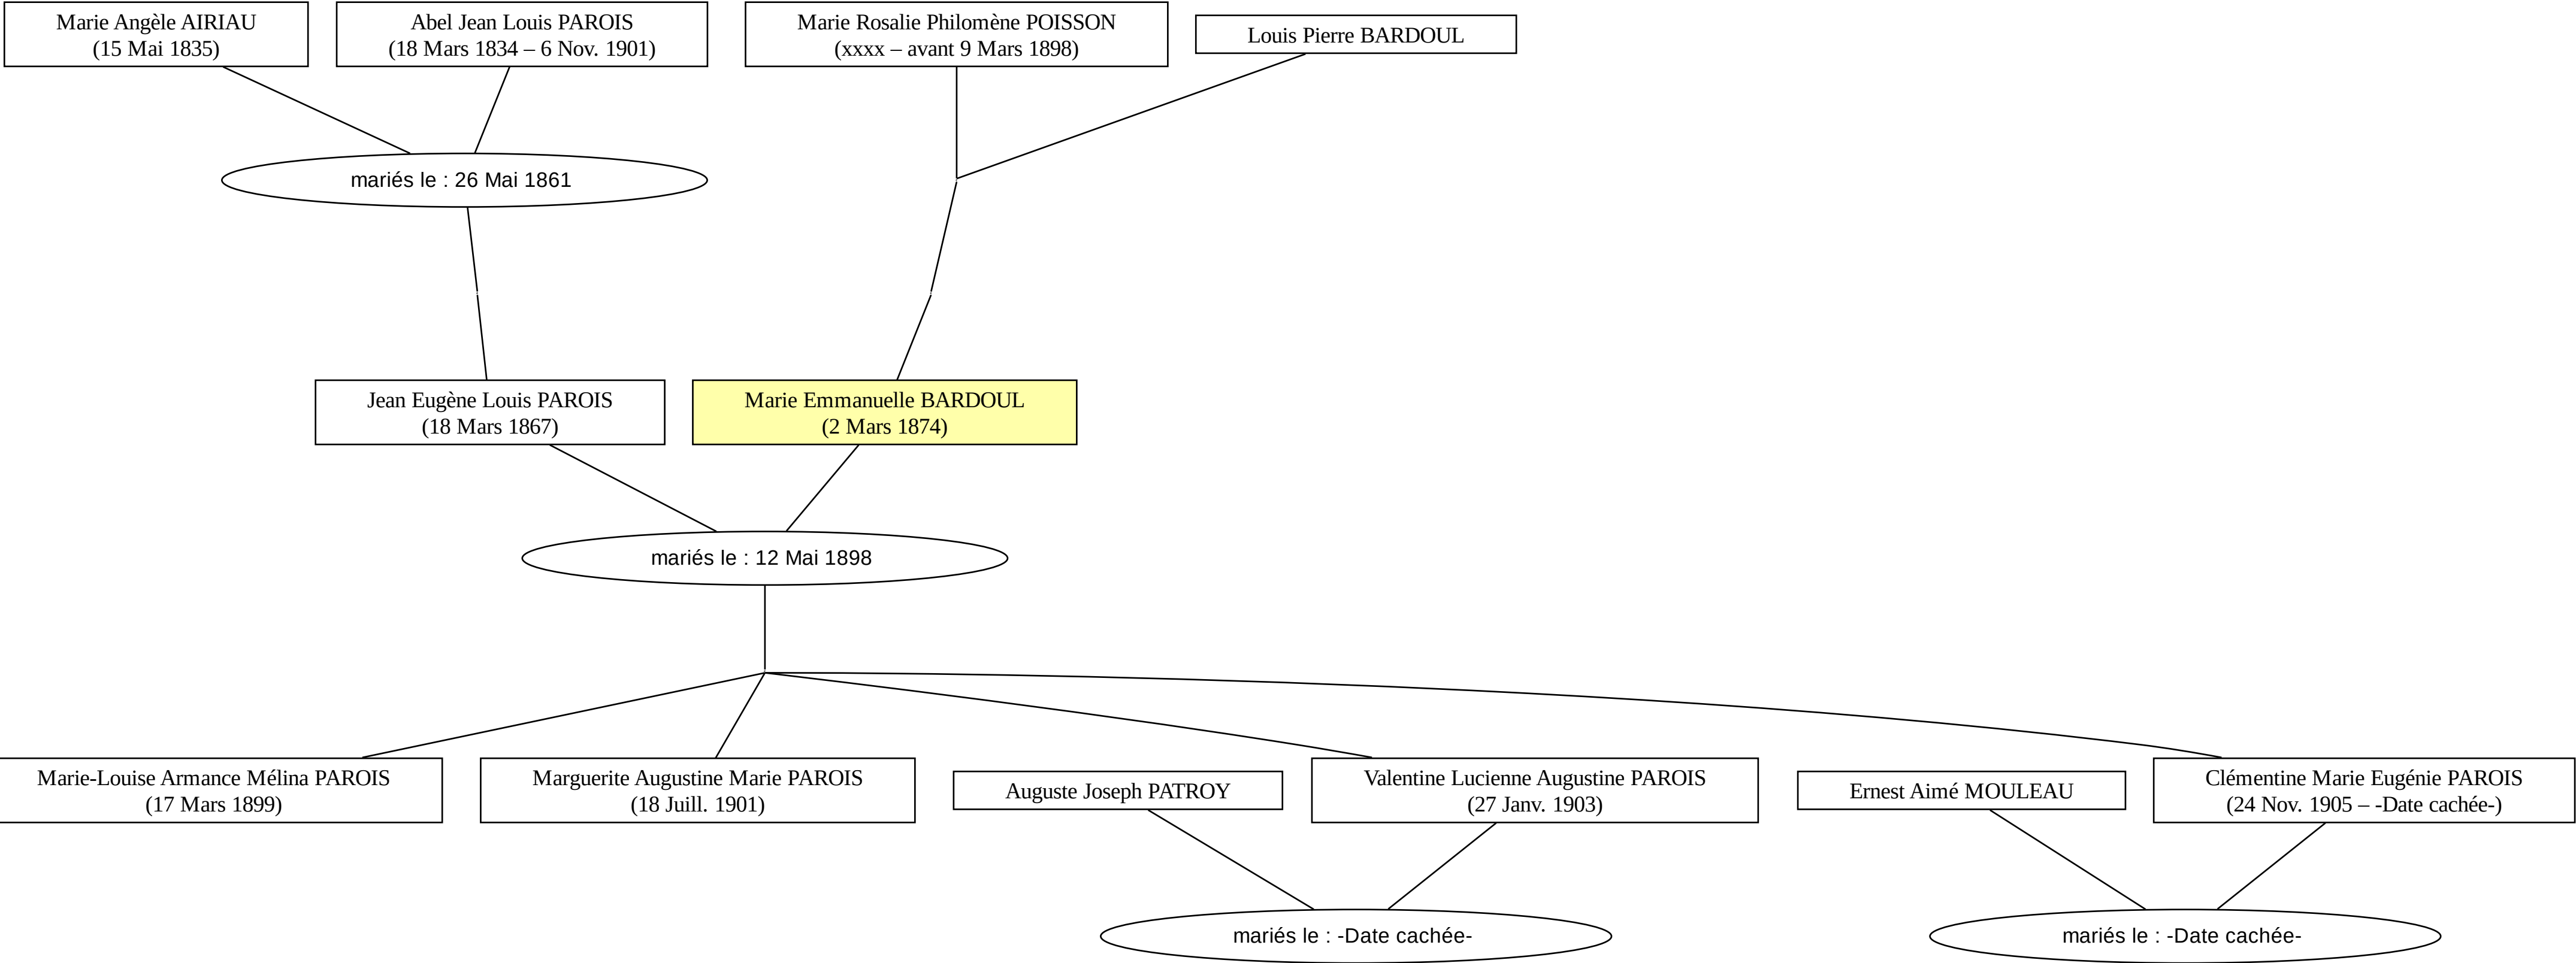 Marie Angèle AIRIAU
(15 Mai 1835)
Abel Jean Louis PAROIS
(18 Mars 1834 – 6 Nov. 1901)
Marie Rosalie Philomène POISSON
(xxxx – avant 9 Mars 1898)
Louis Pierre BARDOUL
mariés le : 26 Mai 1861
Jean Eugène Louis PAROIS
(18 Mars 1867)
Marie Emmanuelle BARDOUL
(2 Mars 1874)
mariés le : 12 Mai 1898
Marie-Louise Armance Mélina PAROIS
(17 Mars 1899)
Marguerite Augustine Marie PAROIS
(18 Juill. 1901)
Auguste Joseph PATROY
Valentine Lucienne Augustine PAROIS
(27 Janv. 1903)
Ernest Aimé MOULEAU
Clémentine Marie Eugénie PAROIS
(24 Nov. 1905 – -Date cachée-)
mariés le : -Date cachée-
mariés le : -Date cachée-